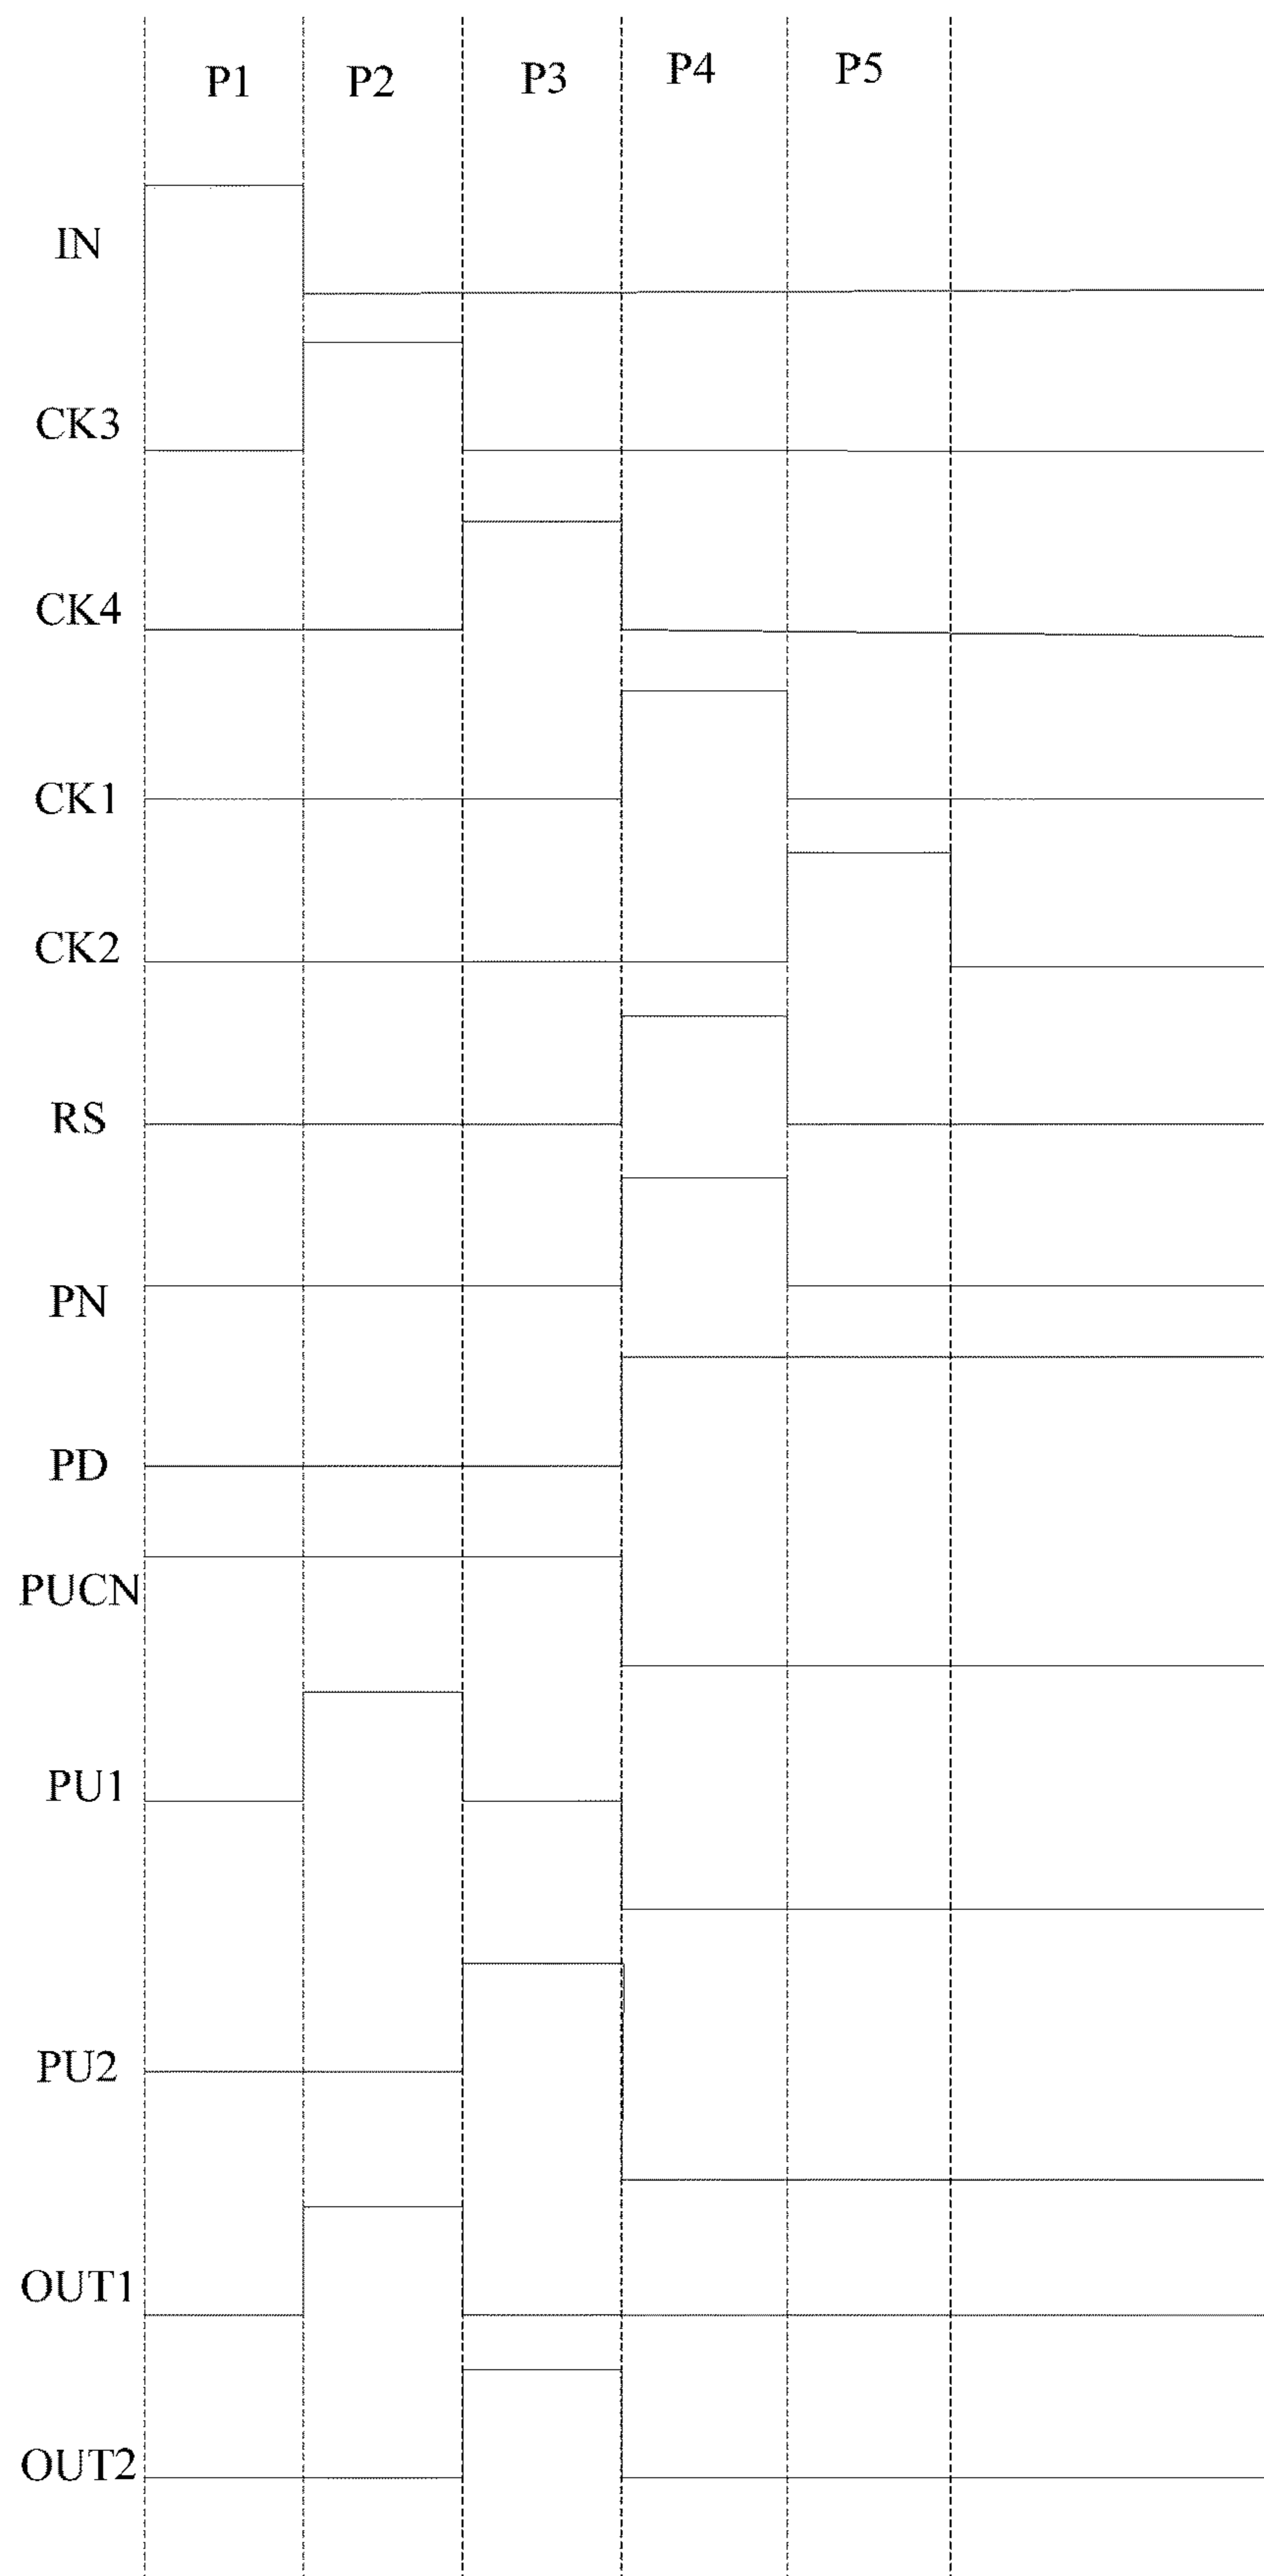 P1 P2 P3 P4 P5
IN
CK3
CK4
CK1
CK2
RS
PN
PD
PUCN
PU1
PU2
OUT1
OUT2